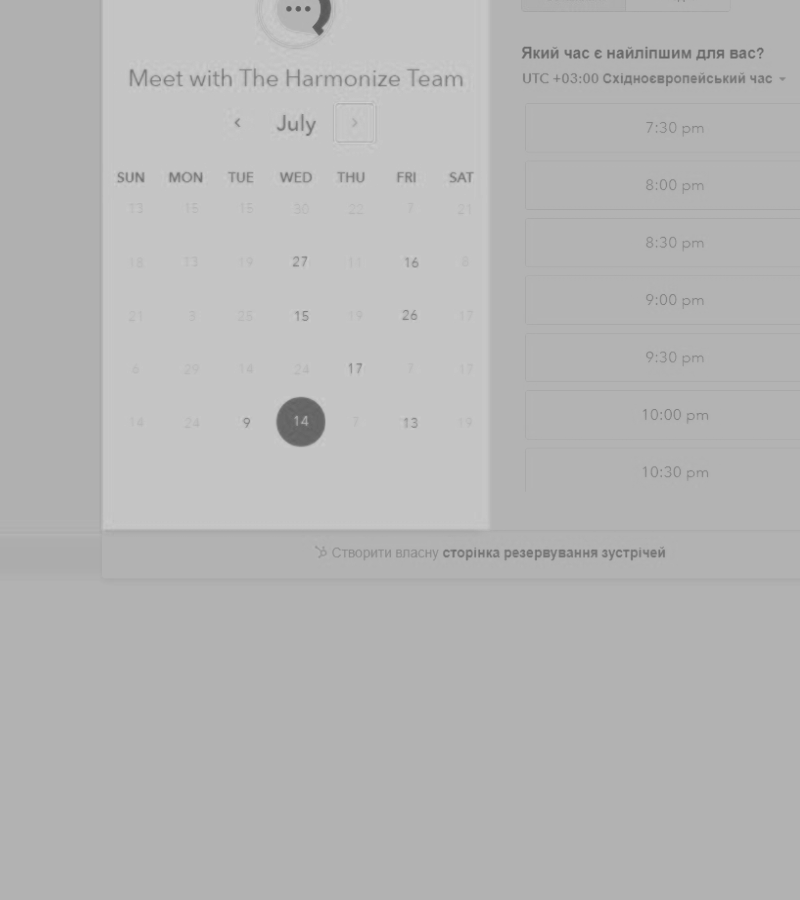 Meet with The Harmonize Team
July
SUN MON TUE WED THU FRI SAT
13 15 15 30 22 7 21
18 13 19 27 11 16 8
21 3 25 15 19 26 17
4 29 14 24 17 7 17
14 24 9 14 7 13 19
Який час є найліпшим для вас?
UTC +03:00 Східноєвропейський час
7:30 pm
8:00 pm
8:30 pm
9:00 pm
9:30 pm
10:00 pm
10:30 pm
Створити власну сторінка резервування зустрічей